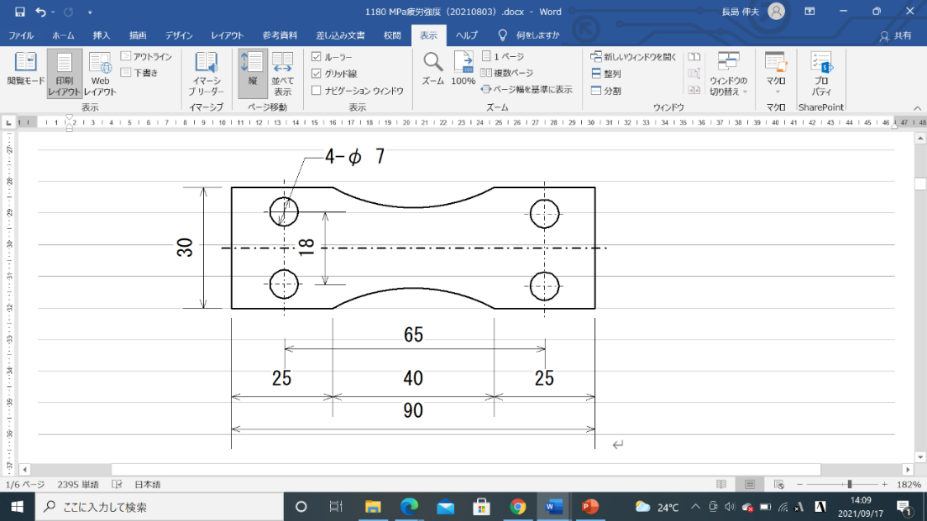 1180 MPa疲労強度（20210803）.docx - Word
長島 伸夫
ファイル ホーム 挿入 描画 デザイン レイアウト 参考資料 差し込み文書 校閲 表示 ヘルプ 何をしますか 共有
閲覧モード 印刷 レイアウト Web レイアウト アウトライン 下書き
表示
イマーシブ リーダー
イマーシブ
縦 並べて 表示
ページ移動
ルーラー
グリッド線
ナビゲーション ウィンドウ
表示
ズーム 100% 1 ページ 複数ページ ページ幅を基準に表示
ズーム
新しいウィンドウを開く
整列
分割
ウィンドウの 切り替え
ウィンドウ
マクロ
マクロ
プロ パティ
SharePoint
4-φ 7
30
18
65
25 40 25
90
1/6 ページ 2395 単語 日本語 182%
ここに入力して検索
24°C
14:09
2021/09/17